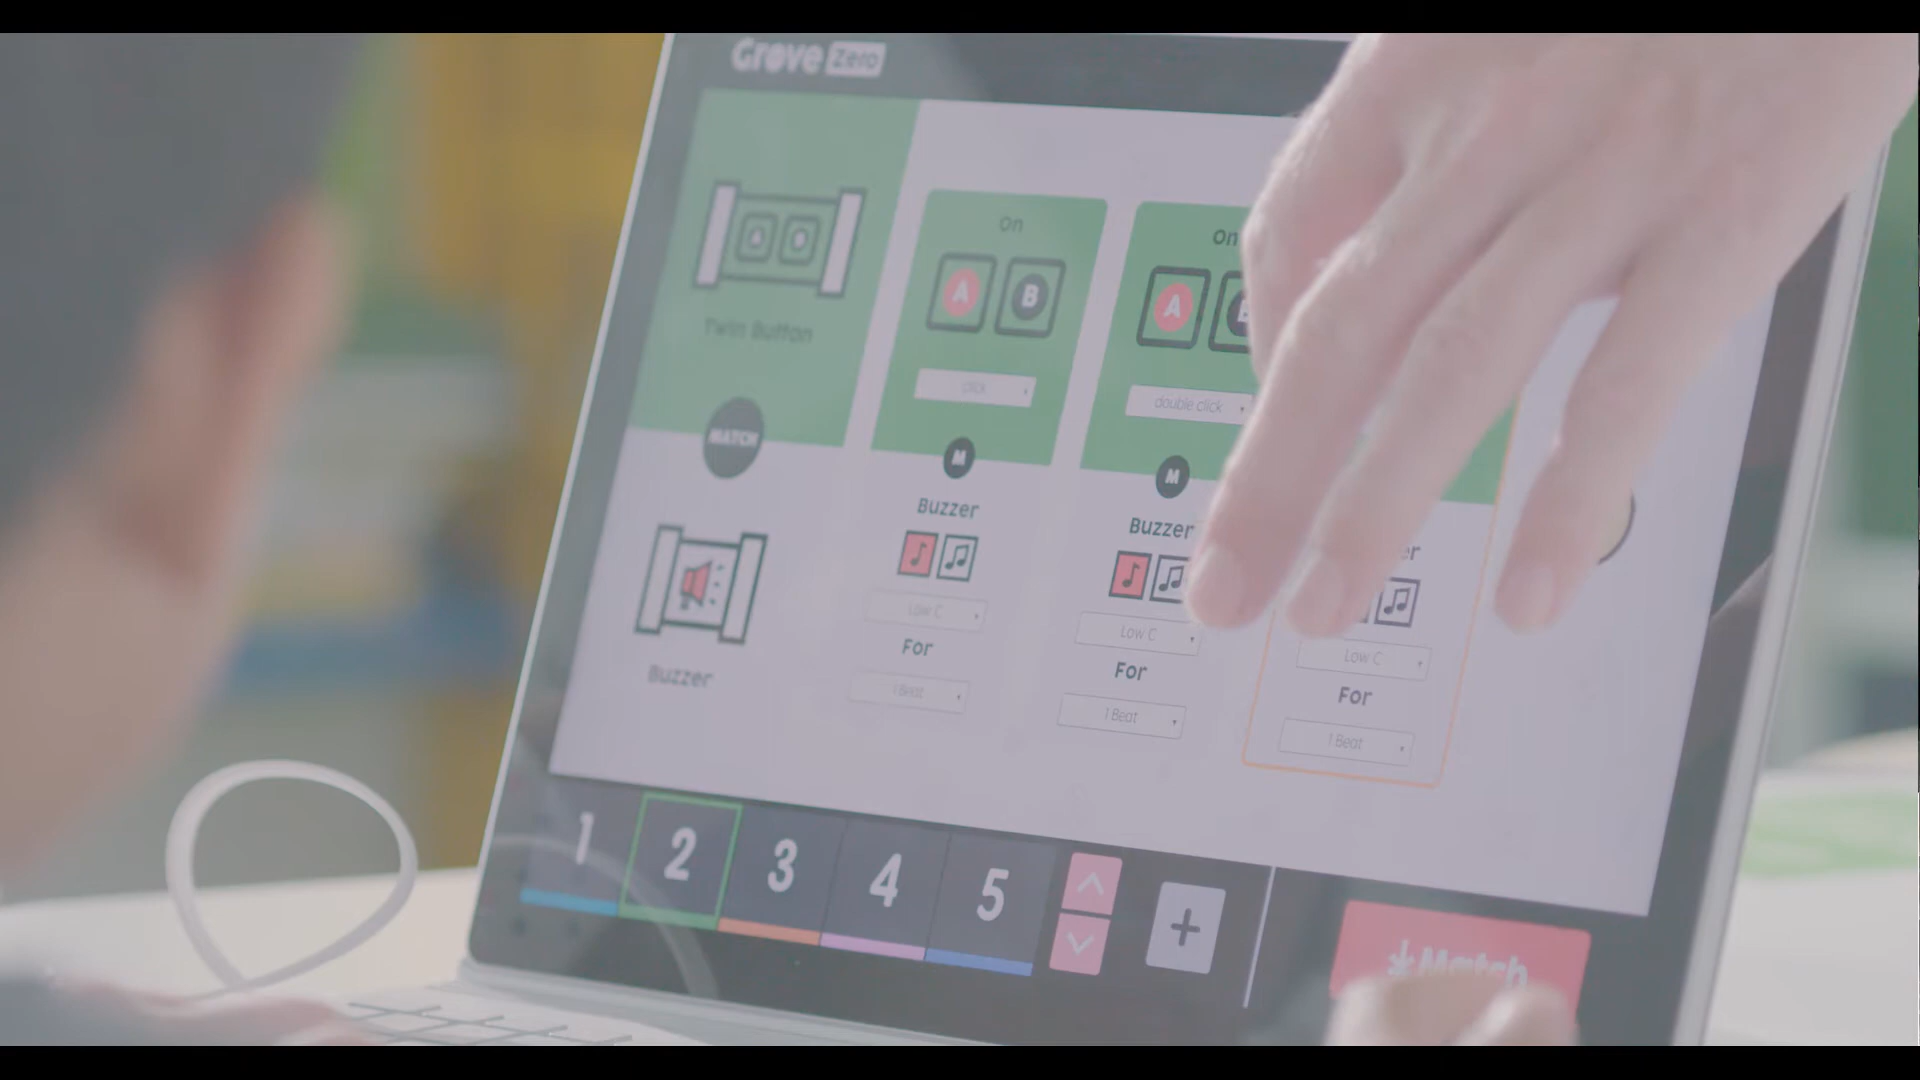 Grove Zero
Twin Button
MATCH
Buzzer
On
A B
click
M
Buzzer
Low C
For
1 Beat
On
A
double click
M
Buzzer
Low C
For
1 Beat
Low C
For
1 Beat
1 2 3 4 5
+
Match